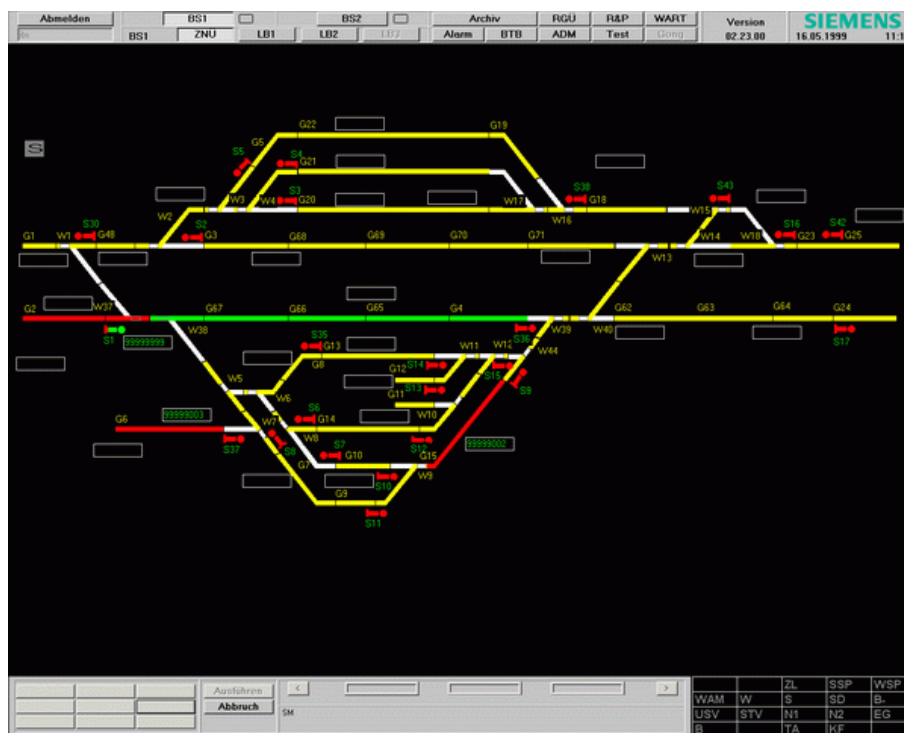 Abmelden BS1 BS2 Archiv RGÜ R&P WART Version SIEMENS
BS1 ZNU LB1 LB2 LB3 Alarm BTB ADM Test Gong 02.23.00 16.05.1999 11:1
G22 G19
S
S5 G5 S4 G21
S3 G20 S38 G18 S43
W3 W4 W17 W16 W15
S30 W2 S2 S16 S42
G1 W1 G48 G3 G68 G69 G70 G71 W13 W14 W18 G23 G25
G2 W37 G67 G66 G65 G4 G62 G63 G64 G24
S1 99999999 W38 S36 W39 W40 S17
S35 G13 W11 W12 W44
G8 S14 G12 S15
W5 S13 S9
W6 G11
G6 99999003 S6 G14 W10
S37 W7 S8 W8 S12 99999002
S7 G15
G7 G10 W9
S10
G9
S11
Ausführen < >
Abbruch SM
ZL SSP WSP
WAM W S SD B-
USV STV N1 N2 EG
B TA KF